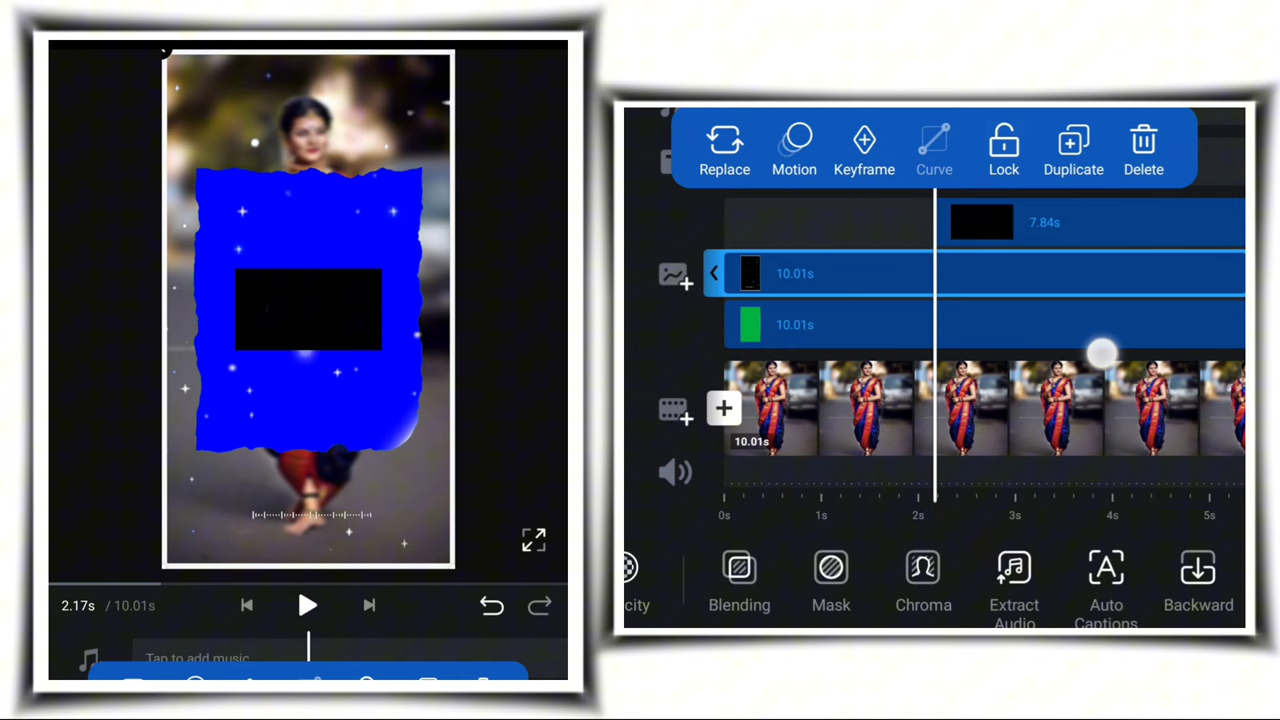 2.17s / 10.01s
Tap to add music
Replace Motion Keyframe Curve Lock Duplicate Delete
7.84s
10.01s
10.01s
10.01s
0s 1s 2s 3s 4s 5s
city Blending Mask Chroma Extract Audio Auto Captions Backward